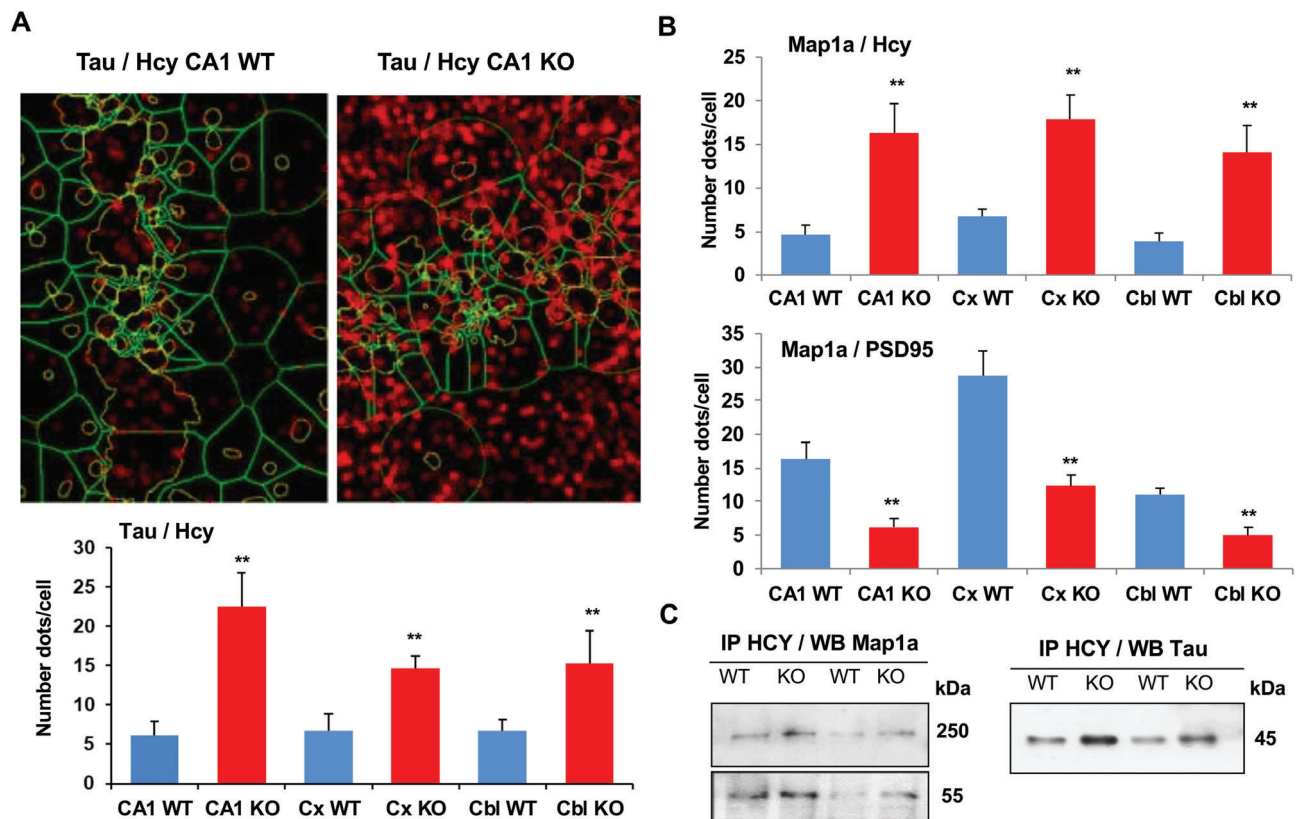 A
Tau / Hcy CA1 WT
Tau / Hcy CA1 KO
Tau / Hcy
Number dots/cell
30
25
20
15
10
5
0
CA1 WT CA1 KO Cx WT Cx KO Cbl WT Cbl KO
** ** **
B
Map1a / Hcy
Number dots/cell
25
20
15
10
5
0
** ** **
CA1 WT CA1 KO Cx WT Cx KO Cbl WT Cbl KO
Map1a / PSD95
Number dots/cell
35
30
25
20
15
10
5
0
** ** **
CA1 WT CA1 KO Cx WT Cx KO Cbl WT Cbl KO
C
IP HCY / WB Map1a
WT KO WT KO
kDa
250
55
IP HCY / WB Tau
WT KO WT KO
kDa
45